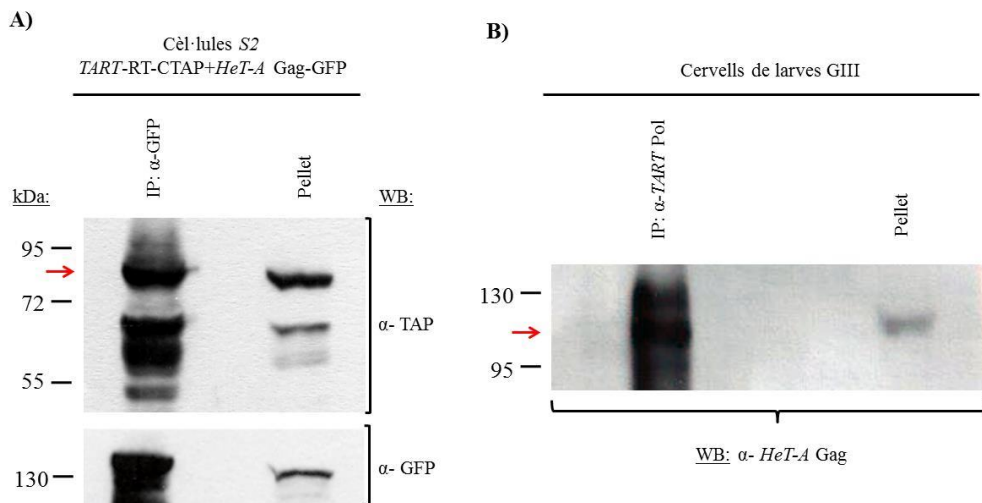 A)
Cèl·lules S2
TART-RT-CTAP+HeT-A Gag-GFP
IP: α-GFP
Pellet
kDa:
WB:
95
72
55
α- TAP
130
α- GFP
B)
Cervells de larves GIII
IP: α-TART Pol
Pellet
130
95
WB: α- HeT-A Gag